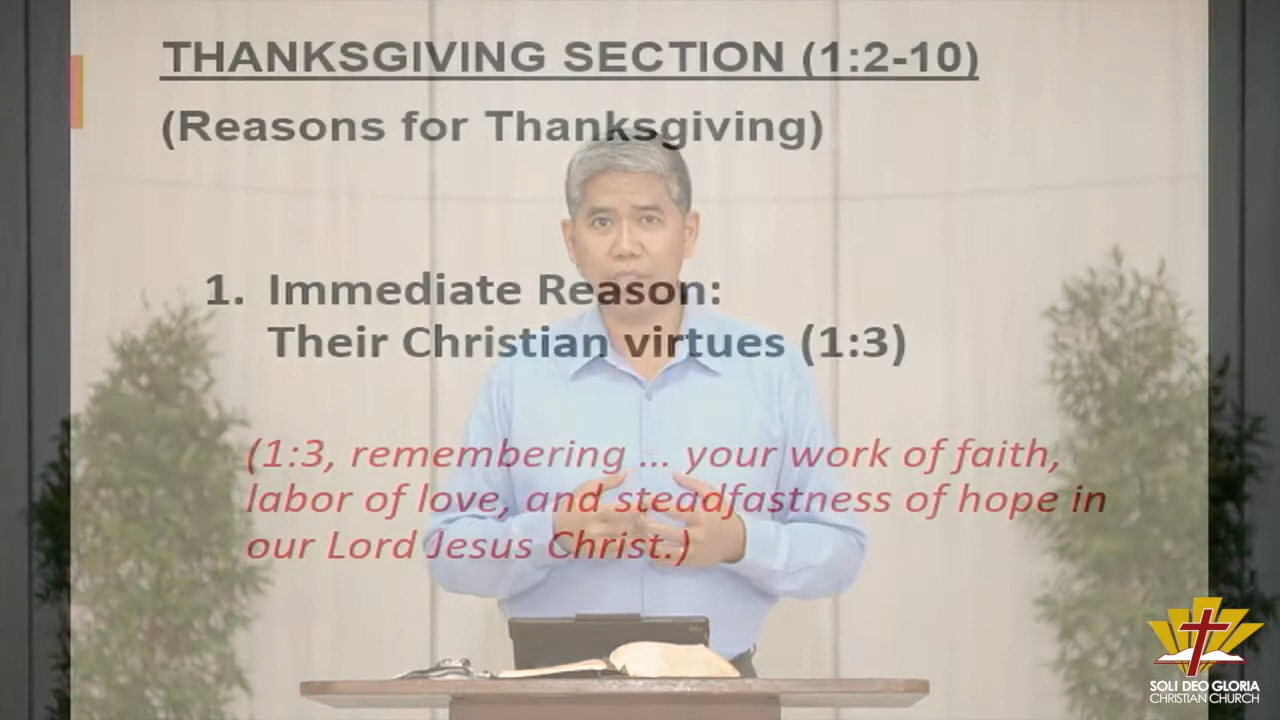 THANKSGIVING SECTION (1:2-10)
(Reasons for Thanksgiving)
1. Immediate Reason:
Their Christian virtues (1:3)
(1:3, remembering ... your work of faith,
labor of love, and steadfastness of hope in
our Lord Jesus Christ.)
SOLI DEO GLORIA
CHRISTIAN CHURCH